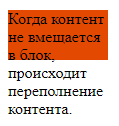 Когда контент
не вмещается
в блок,
происходит
переполнение
контента.